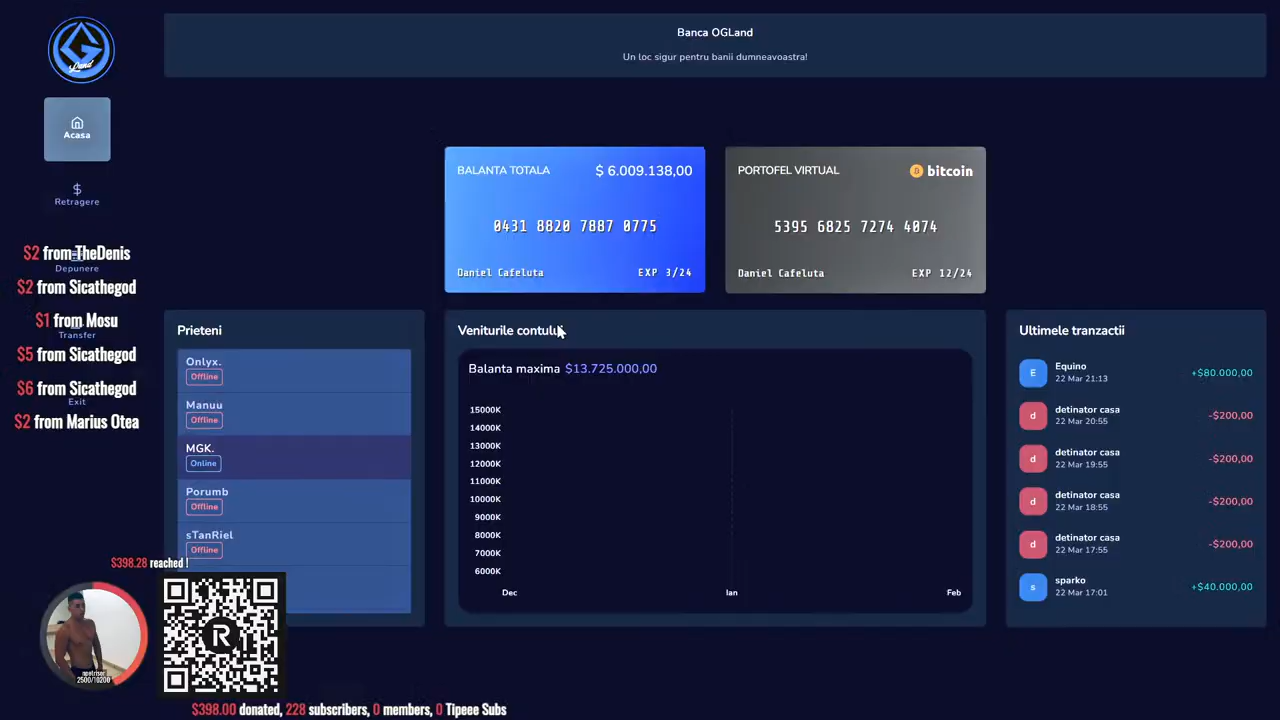 Banca OGLand
Un loc sigur pentru banii dumneavoastra!
Land
Acasa
$
Retragere
$2 from TheDenis
Depunere
$2 from Sicathegod
$1 from Mosu
Transfer
$5 from Sicathegod
$6 from Sicathegod
Exit
$2 from Marius Otea
BALANTA TOTALA
$ 6.009.138,00
0431 8820 7887 0775
Daniel Cafeluta
EXP 3/24
PORTOFEL VIRTUAL
bitcoin
5395 6825 7274 4074
Daniel Cafeluta
EXP 12/24
Prieteni
Onlyx.
Offline
Manuu
Offline
MGK.
Online
Porumb
Offline
sTanRiel
Offline
Veniturile contului
Balanta maxima $13.725.000,00
15000K
14000K
13000K
12000K
11000K
10000K
9000K
8000K
7000K
6000K
Dec
Ian
Feb
Ultimele tranzactii
E
Equino
22 Mar 21:13
+$80.000,00
d
detinator casa
22 Mar 20:55
-$200,00
d
detinator casa
22 Mar 19:55
-$200,00
d
detinator casa
22 Mar 18:55
-$200,00
d
detinator casa
22 Mar 17:55
-$200,00
s
sparko
22 Mar 17:01
+$40.000,00
$398.28 reached !
R
2500/10200
$398.00 donated, 228 subscribers, 0 members, 0 Tipeee Subs